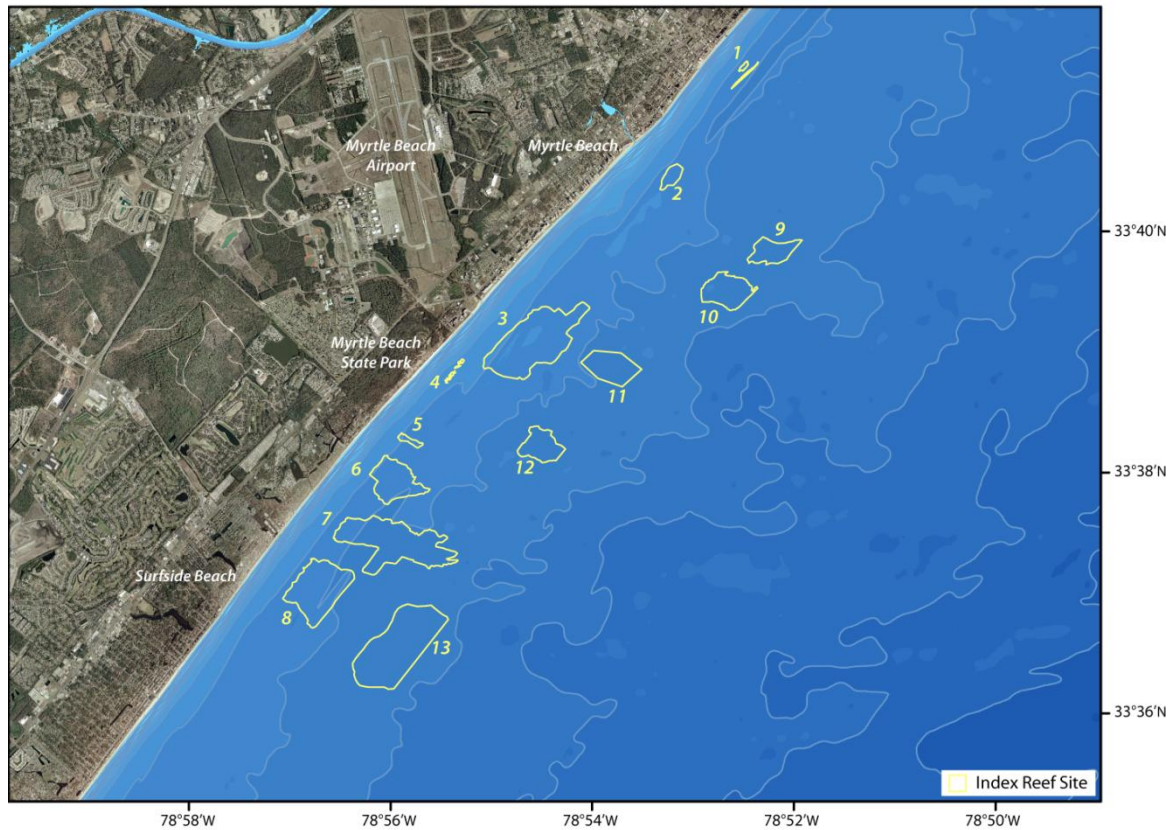 1
Myrtle Beach
Airport
Myrtle Beach
2
9
33°40'N
10
3
Myrtle Beach
State Park
4
11
5
12
6
33°38'N
7
Surfside Beach
8
13
33°36'N
Index Reef Site
78°58'W
78°56'W
78°54'W
78°52'W
78°50'W